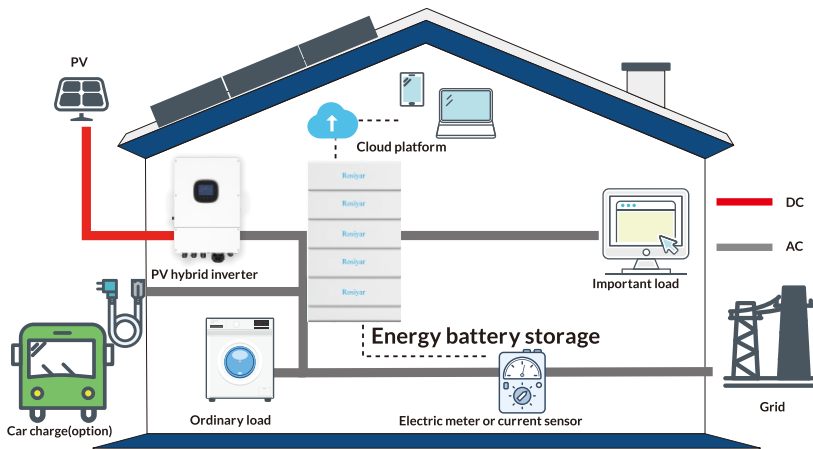 PV
Cloud platform
Rosiyar
Rosiyar
Rosiyar
Rosiyar
Rosiyar
DC
AC
PV hybrid inverter
Important load
Energy battery storage
Ordinary load
Electric meter or current sensor
Grid
Car charge(option)